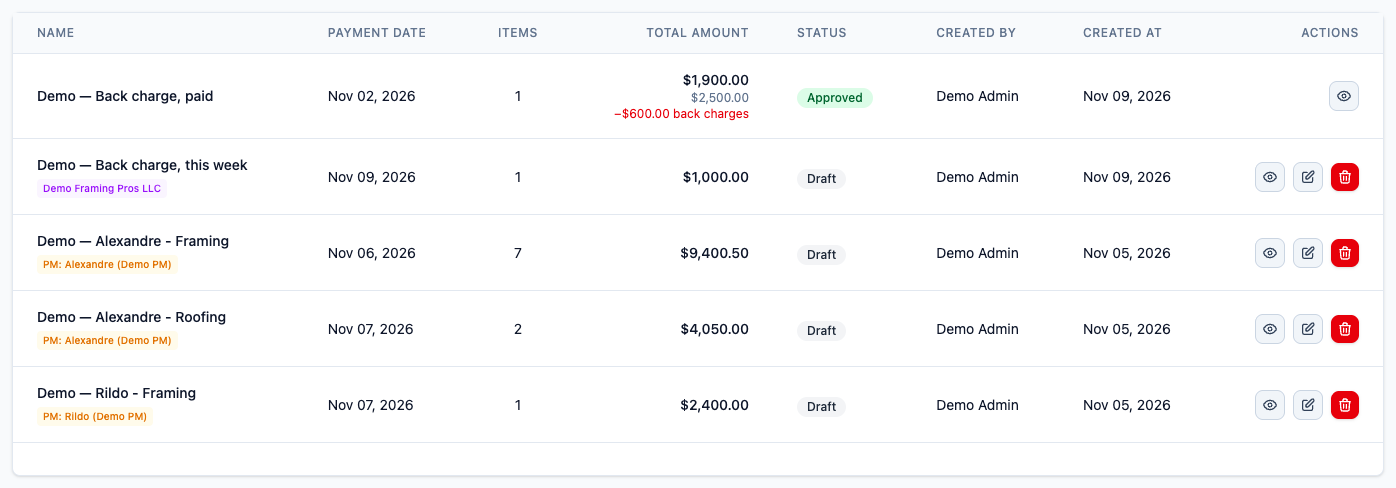 NAME PAYMENT DATE ITEMS TOTAL AMOUNT STATUS CREATED BY CREATED AT ACTIONS
Demo — Back charge, paid Nov 02, 2026 1 $1,900.00 Approved Demo Admin Nov 09, 2026
$2,500.00
−$600.00 back charges
Demo — Back charge, this week Nov 09, 2026 1 $1,000.00 Draft Demo Admin Nov 09, 2026
Demo Framing Pros LLC
Demo — Alexandre - Framing Nov 06, 2026 7 $9,400.50 Draft Demo Admin Nov 05, 2026
PM: Alexandre (Demo PM)
Demo — Alexandre - Roofing Nov 07, 2026 2 $4,050.00 Draft Demo Admin Nov 05, 2026
PM: Alexandre (Demo PM)
Demo — Rildo - Framing Nov 07, 2026 1 $2,400.00 Draft Demo Admin Nov 05, 2026
PM: Rildo (Demo PM)